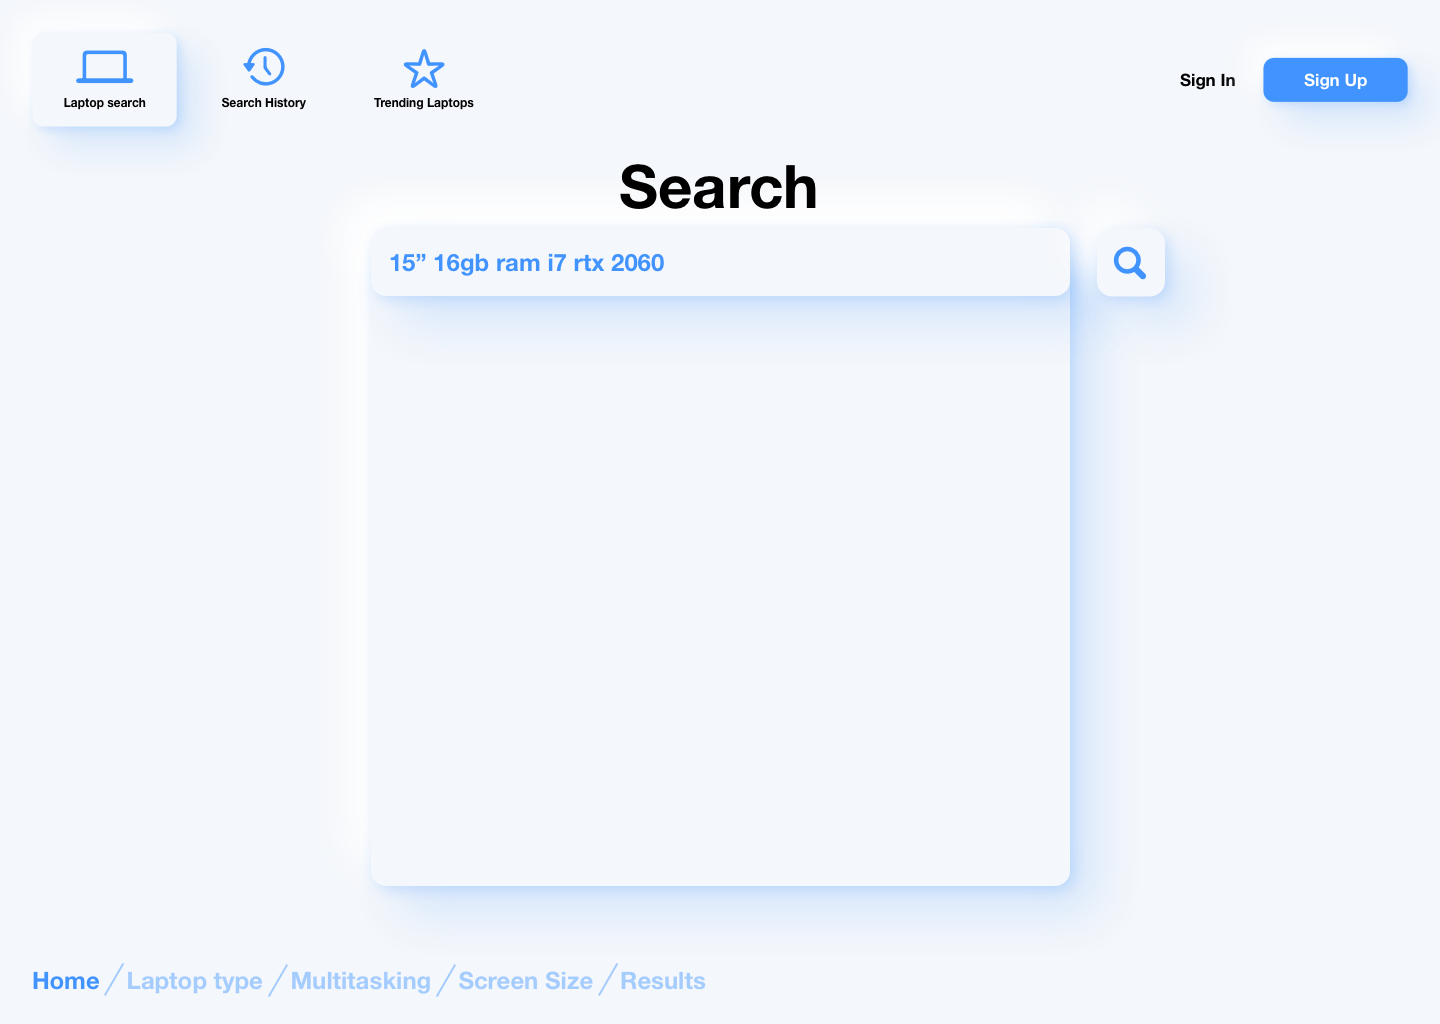 Laptop search
Search History
Trending Laptops
Sign In
Sign Up
Search
15” 16gb ram i7 rtx 2060
Home / Laptop type / Multitasking / Screen Size / Results